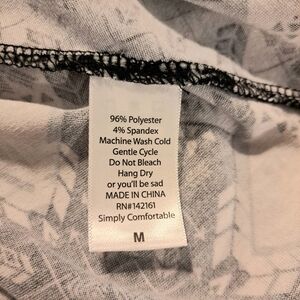 96% Polyester
4% Spandex
Machine Wash Cold
Gentle Cycle
Do Not Bleach
Hang Dry
or you'll be sad
MADE IN CHINA
RN#142161
Simply Comfortable
M